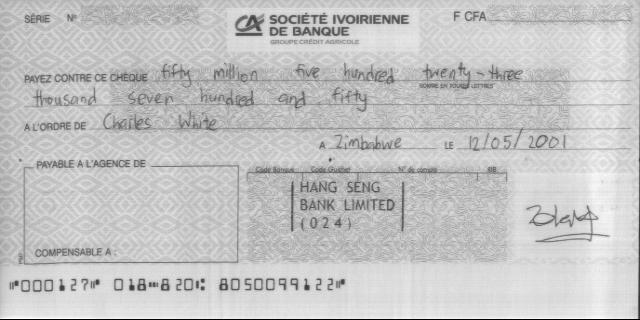 SÉRIE N° F CFA
CA SOCIÉTÉ IVOIRIENNE
DE BANQUE
GROUPE CRÉDIT AGRICOLE
PAYEZ CONTRE CE CHÈQUE fifty million five hundred twenty-three
SOMME EN TOUTES LETTRES
thousand seven hundred and fifty
A L'ORDRE DE Charles White
A Zimbabwe LE 12/05/2001
PAYABLE A L'AGENCE DE
Code Banque Code Guichet N° de compte RIB
HANG SENG
BANK LIMITED
(024)
COMPENSABLE A :
⑈000127⑈ 018⑉820⑆ 8050099122⑈